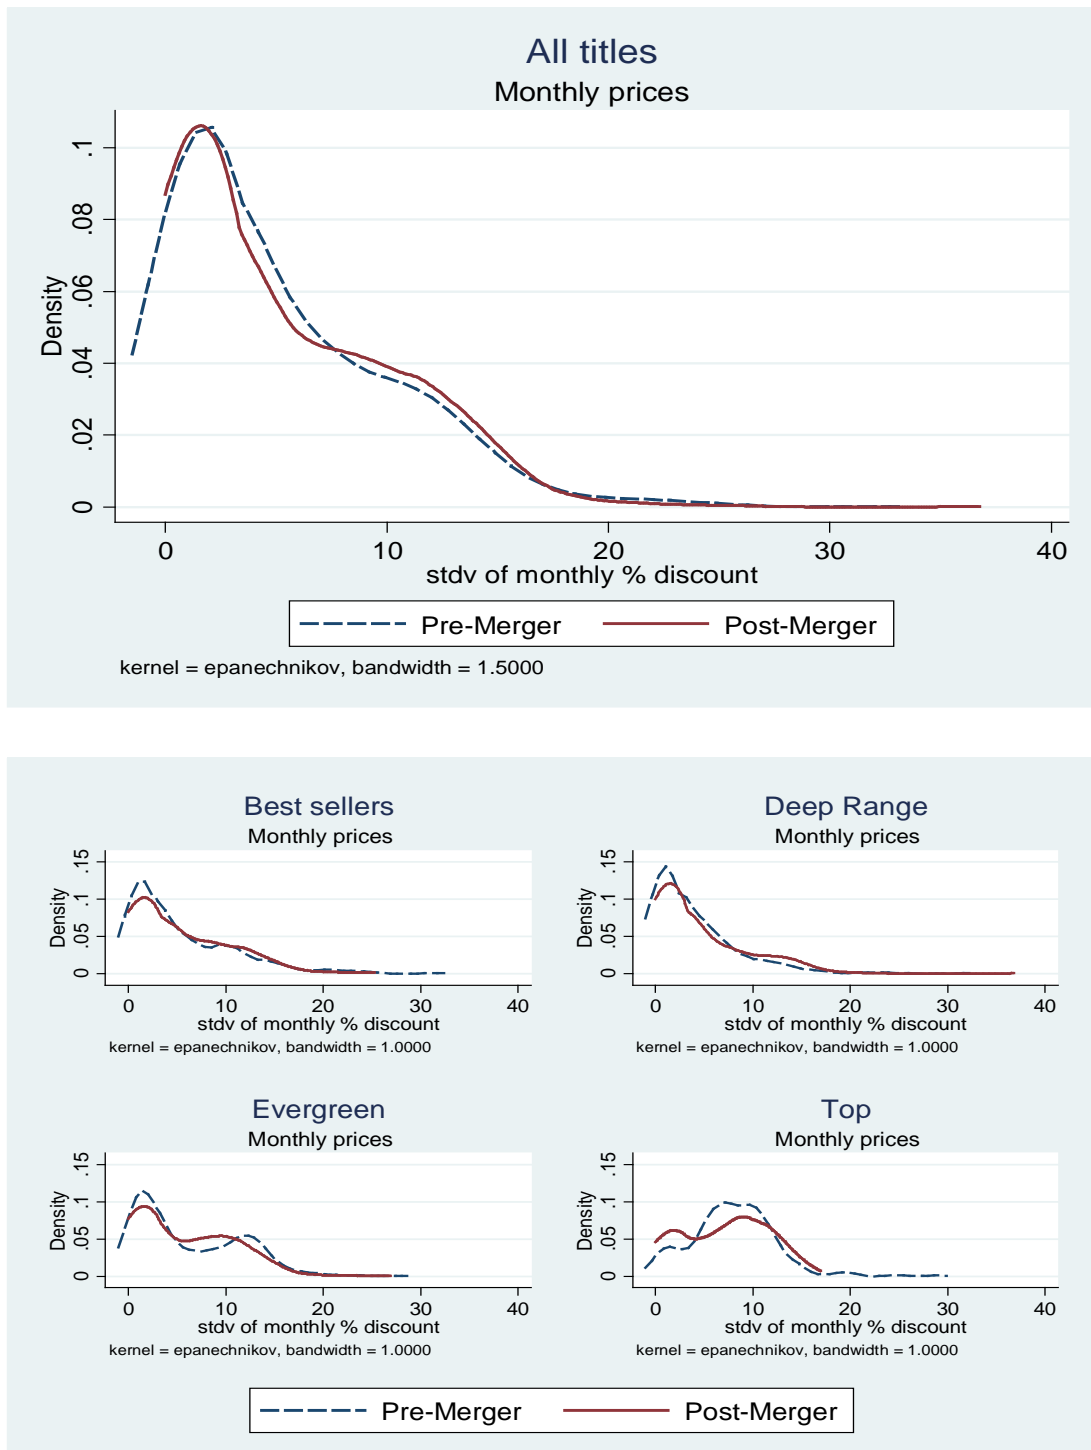 All titles
Monthly prices
Density
0 .02 .04 .06 .08 .1
0 10 20 30 40
stdv of monthly % discount
Pre-Merger Post-Merger
kernel = epanechnikov, bandwidth = 1.5000
Best sellers
Monthly prices
Density
0 .05 .1 .15
0 10 20 30 40
stdv of monthly % discount
kernel = epanechnikov, bandwidth = 1.0000
Deep Range
Monthly prices
Density
0 .05 .1 .15
0 10 20 30 40
stdv of monthly % discount
kernel = epanechnikov, bandwidth = 1.0000
Evergreen
Monthly prices
Density
0 .05 .1 .15
0 10 20 30 40
stdv of monthly % discount
kernel = epanechnikov, bandwidth = 1.0000
Top
Monthly prices
Density
0 .05 .1 .15
0 10 20 30 40
stdv of monthly % discount
kernel = epanechnikov, bandwidth = 1.0000
Pre-Merger Post-Merger